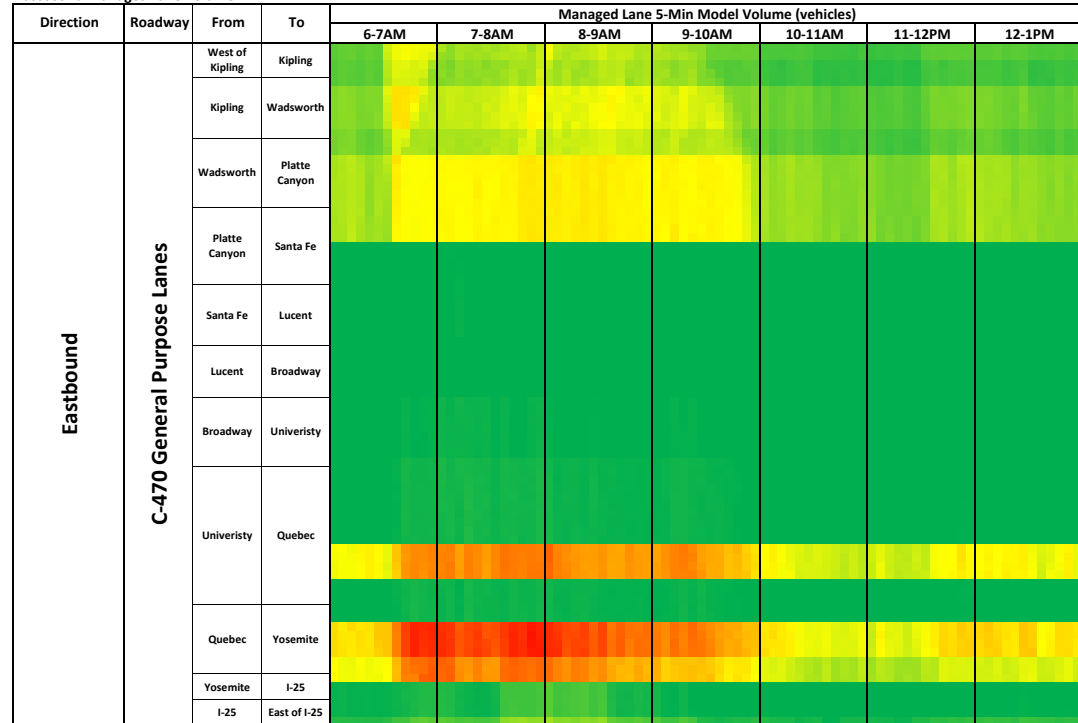 Managed Lane 5-Min Model Volume (vehicles)
Direction Roadway From To
6-7AM 7-8AM 8-9AM 9-10AM 10-11AM 11-12PM 12-1PM
Eastbound
C-470 General Purpose Lanes
West of
Kipling
Kipling
Kipling
Wadsworth
Wadsworth
Platte
Canyon
Platte
Canyon
Santa Fe
Santa Fe
Lucent
Lucent
Broadway
Broadway
Univeristy
Univeristy
Quebec
Quebec
Yosemite
Yosemite
I-25
I-25
East of I-25